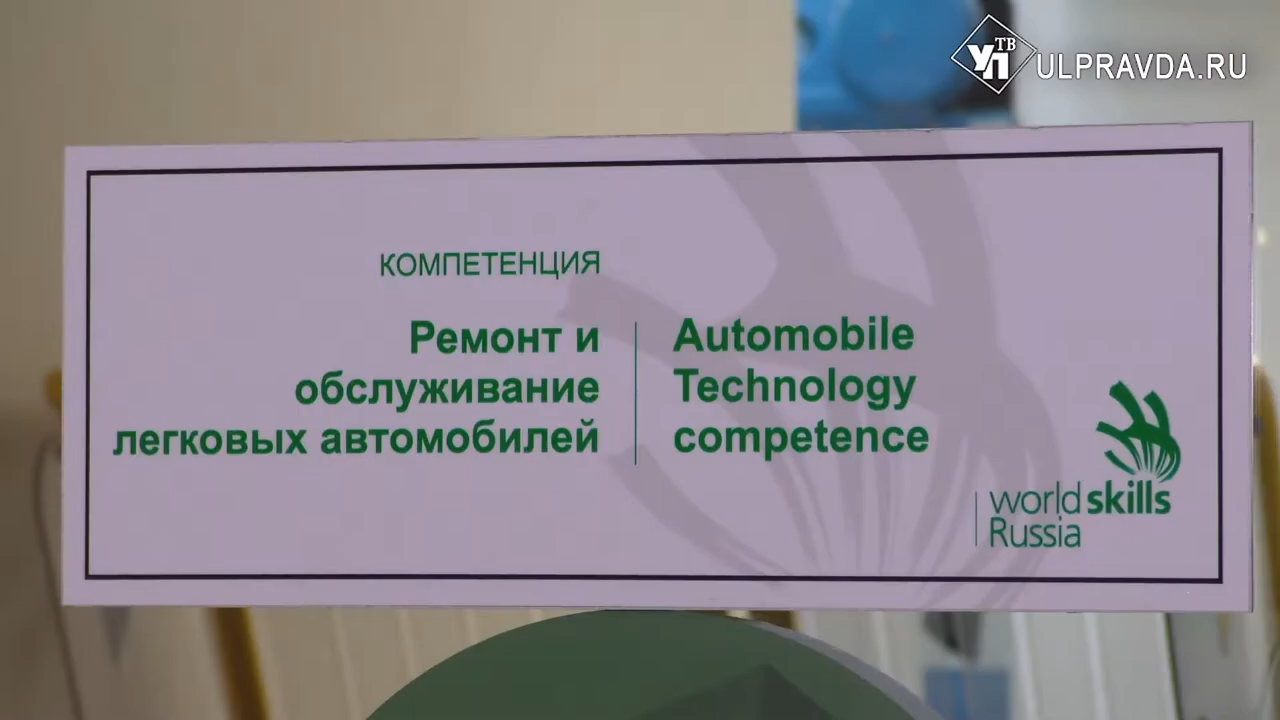 УП ТВ
ULPRAVDA.RU
КОМПЕТЕНЦИЯ
Ремонт и
обслуживание
легковых автомобилей
Automobile
Technology
competence
world skills
Russia